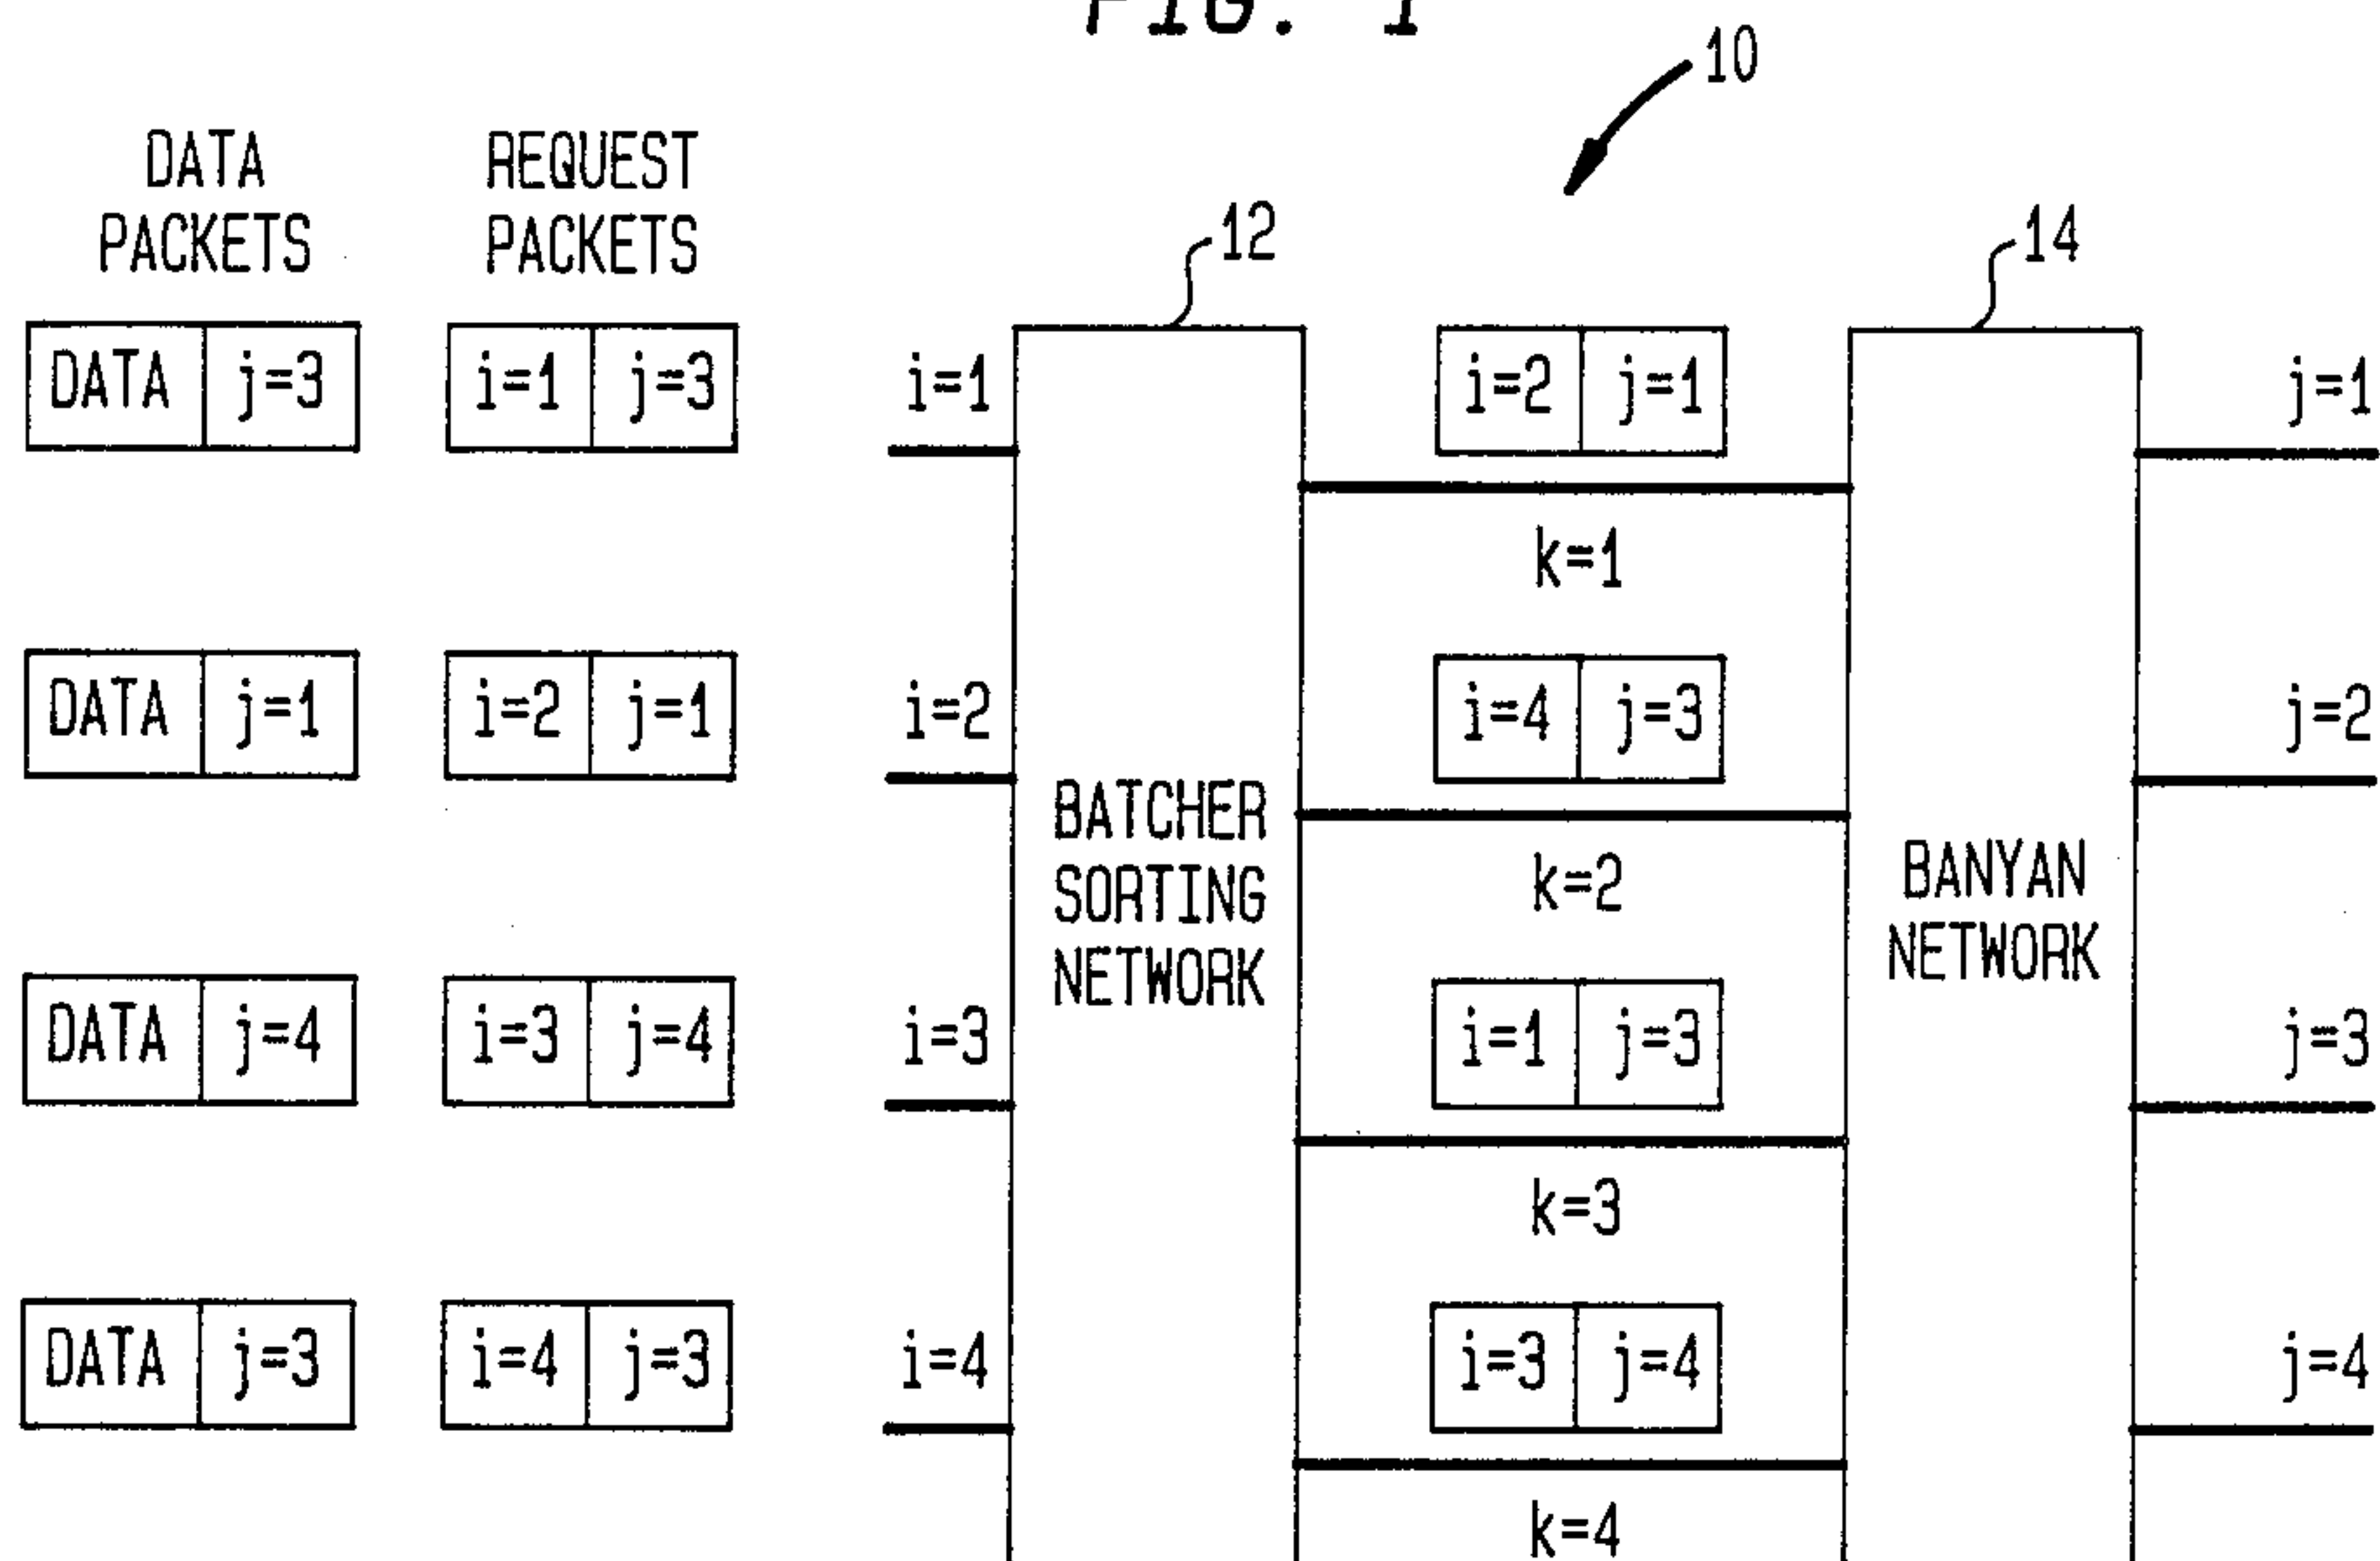 FIG. 1
10
DATA PACKETS
REQUEST PACKETS
12
14
DATA j=3
i=1 j=3
i=1
i=2 j=1
j=1
k=1
DATA j=1
i=2 j=1
i=2
i=4 j=3
j=2
BATCHER SORTING NETWORK
k=2
BANYAN NETWORK
DATA j=4
i=3 j=4
i=3
i=1 j=3
j=3
k=3
DATA j=3
i=4 j=3
i=4
i=3 j=4
j=4
k=4